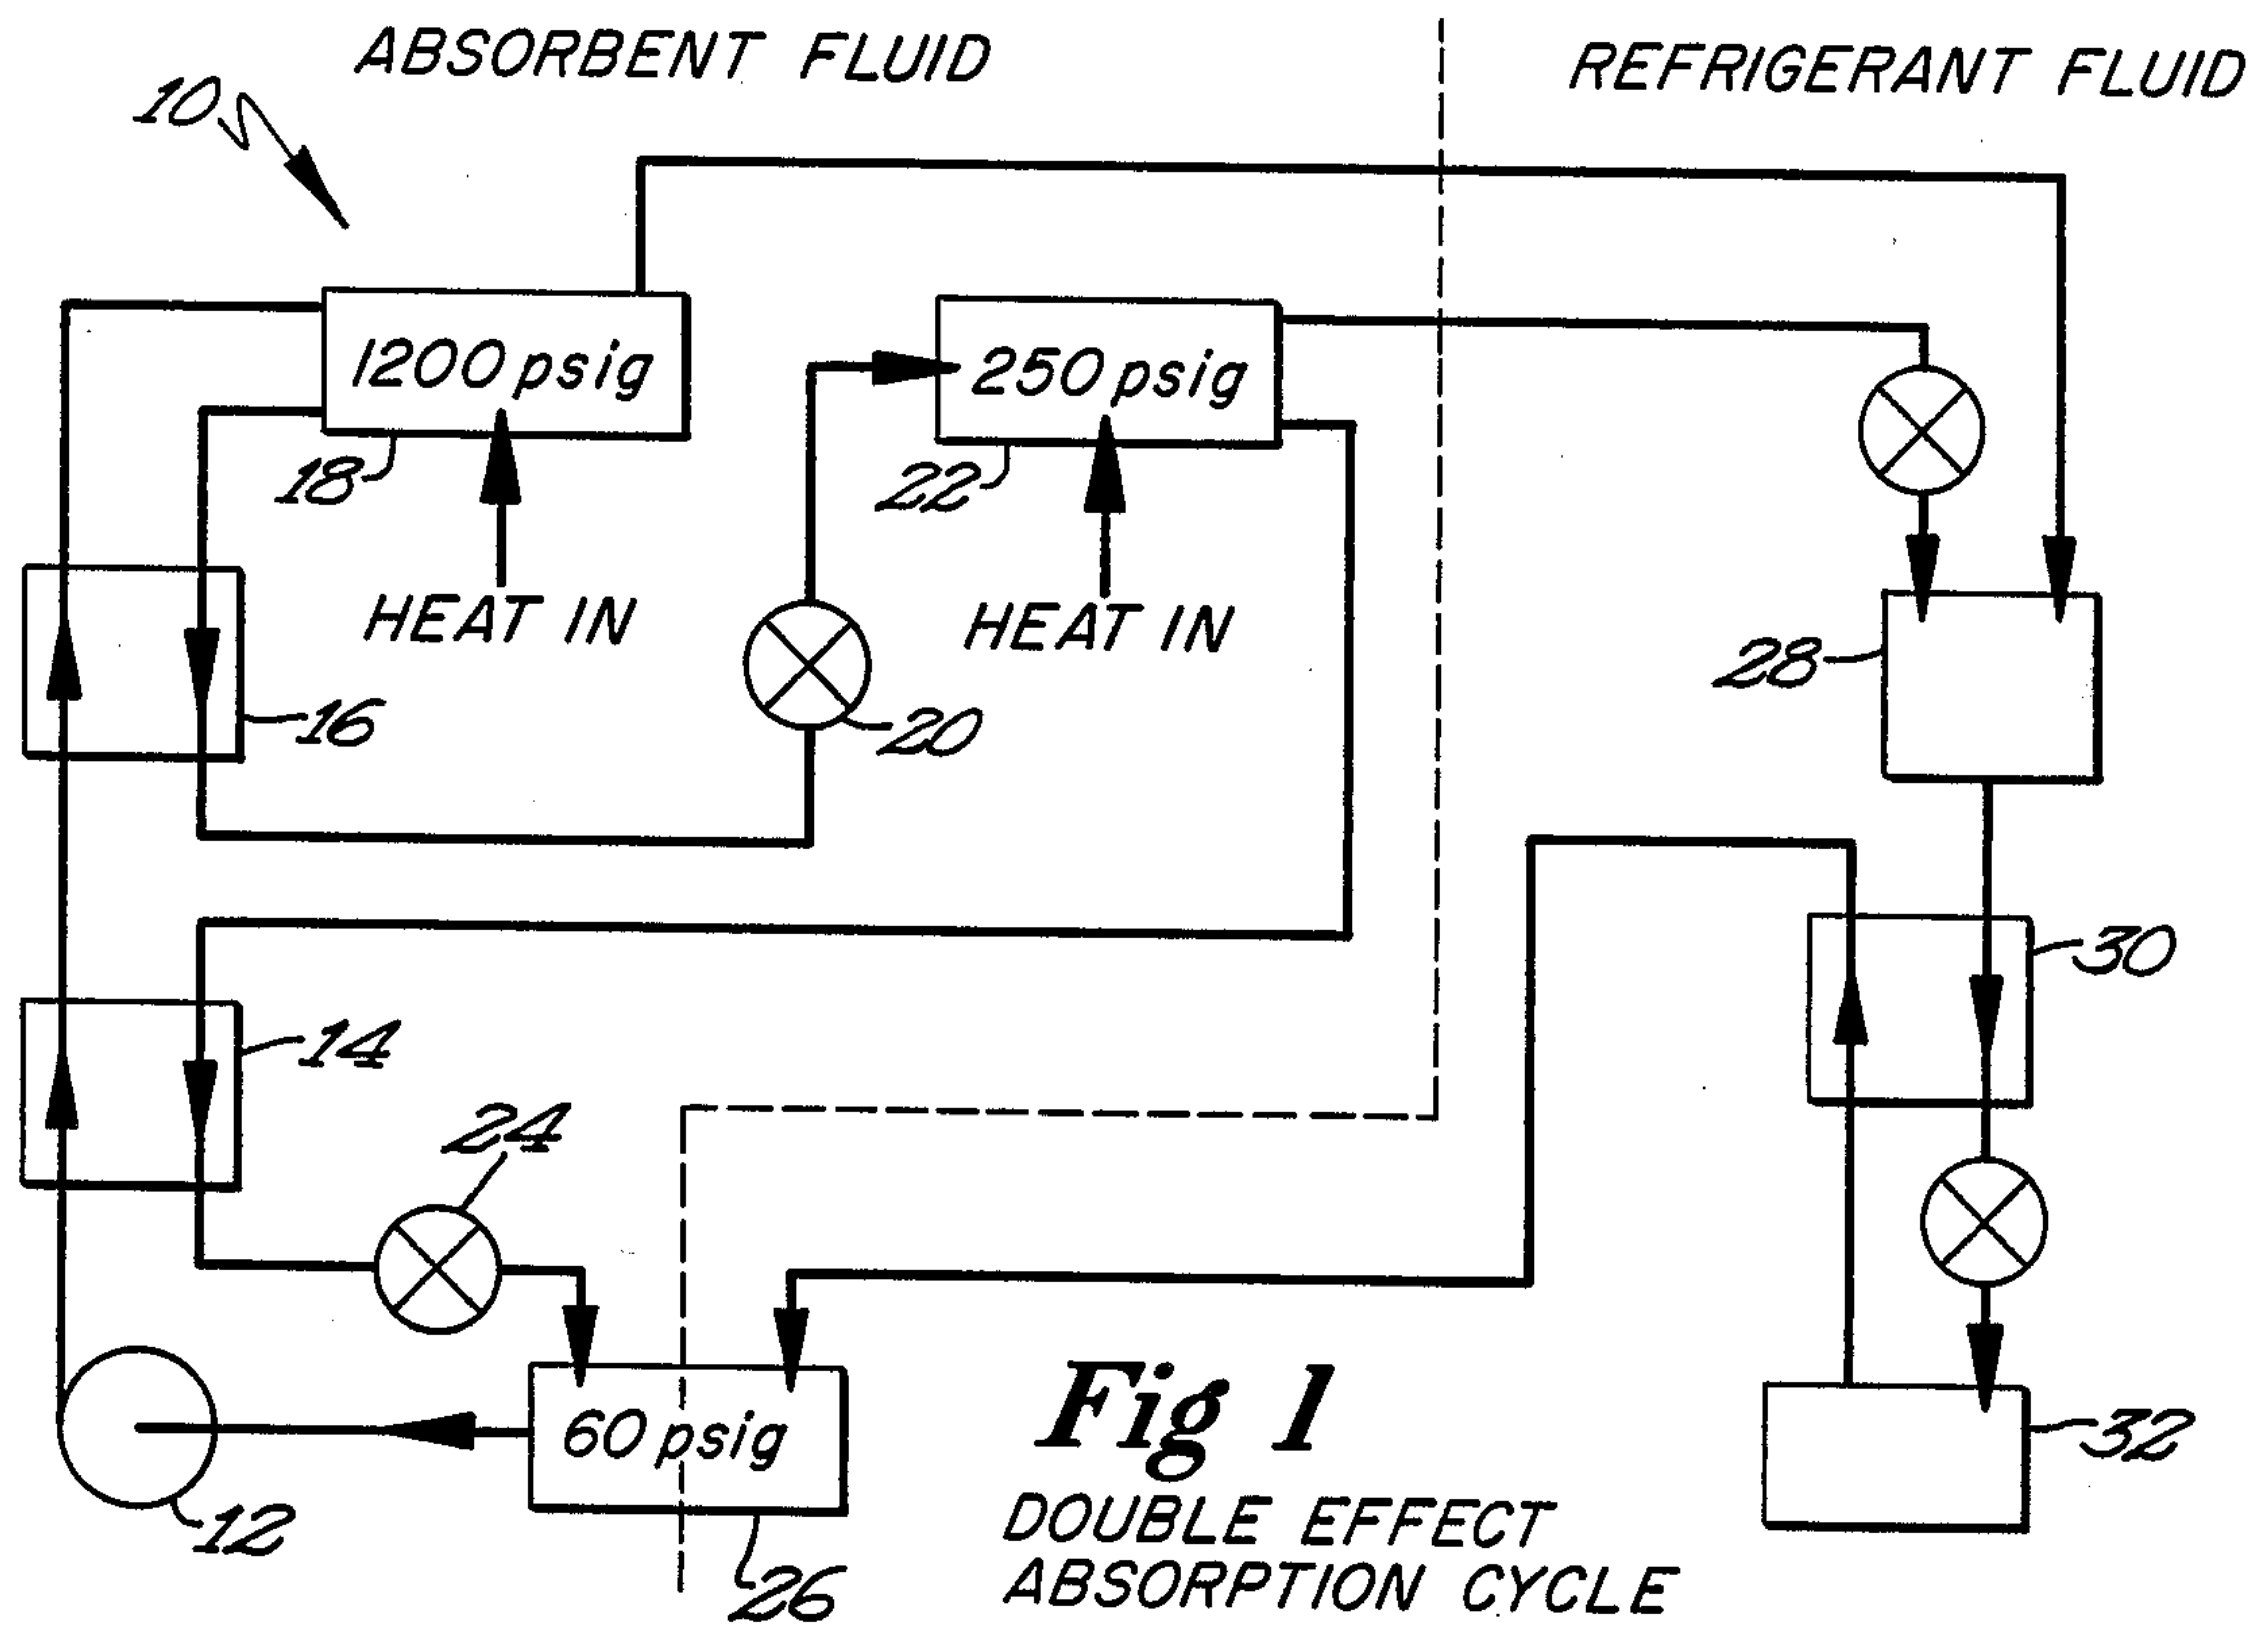 ABSORBENT FLUID
REFRIGERANT FLUID
10
1200 psig
250 psig
18
22
HEAT IN
HEAT IN
28
16
20
30
14
24
60 psig
Fig 1
32
12
DOUBLE EFFECT
26
ABSORPTION CYCLE